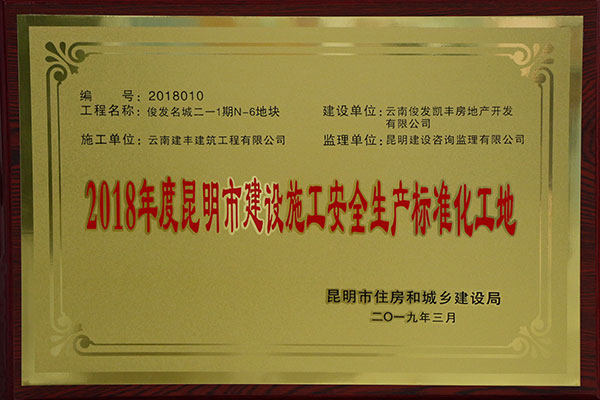 编　号：2018010
工程名称：俊发名城二一1期N-6地块
建设单位：云南俊发凯丰房地产开发
有限公司
施工单位：云南建丰建筑工程有限公司
监理单位：昆明建设咨询监理有限公司
2018年度昆明市建设施工安全生产标准化工地
昆明市住房和城乡建设局
二〇一九年三月